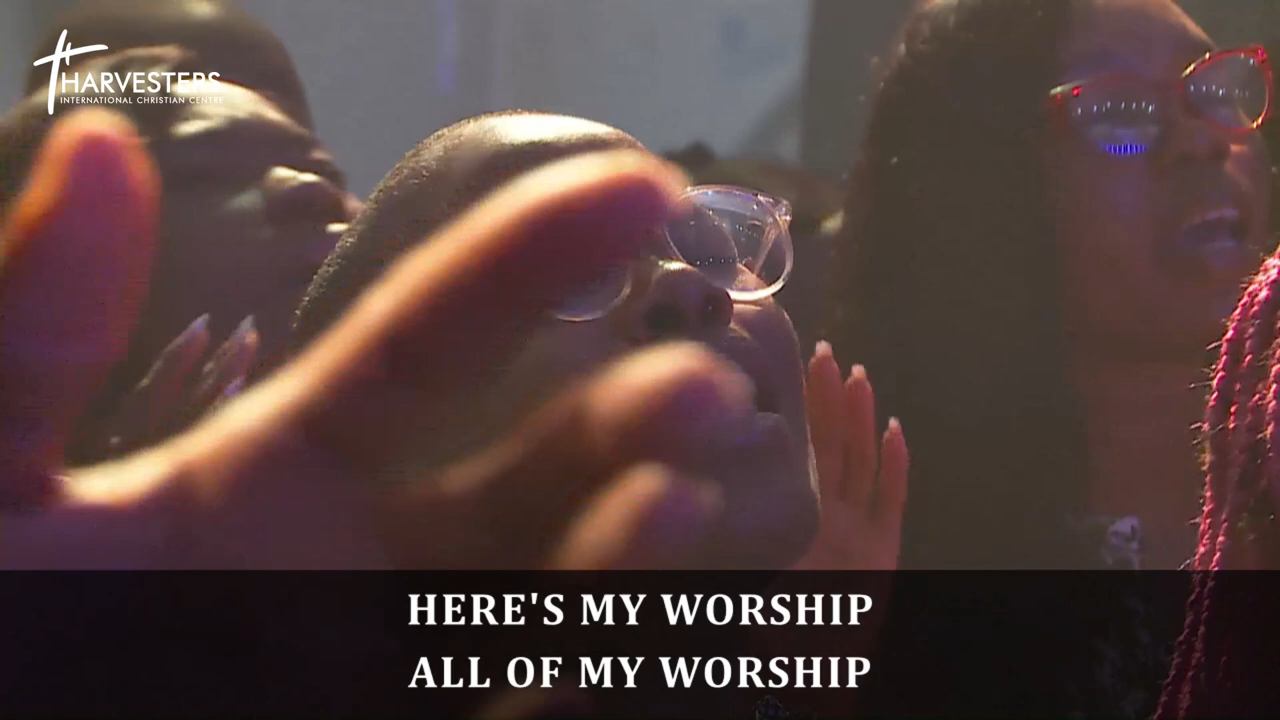 HARVESTERS
INTERNATIONAL CHRISTIAN CENTRE
HERE'S MY WORSHIP
ALL OF MY WORSHIP